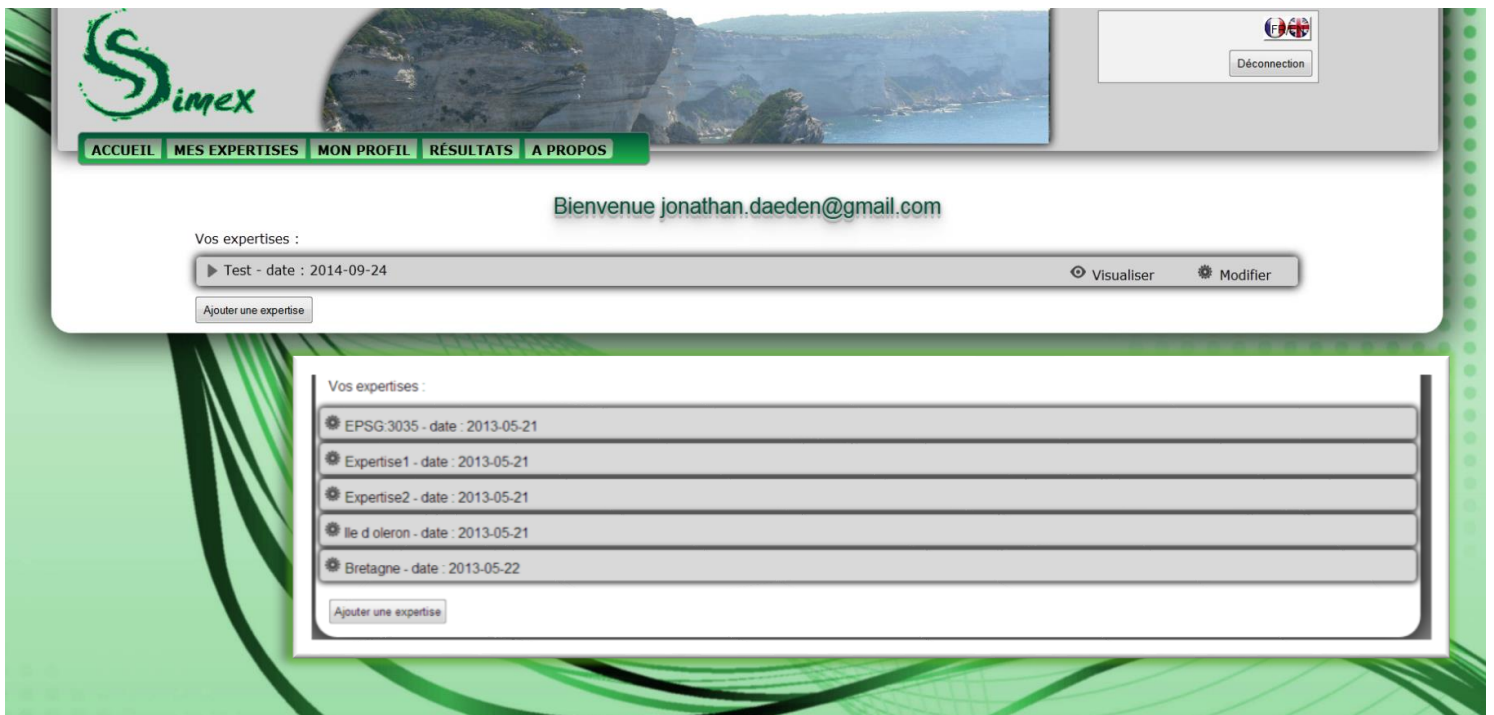 Simex
F
Déconnection
ACCUEIL MES EXPERTISES MON PROFIL RÉSULTATS A PROPOS
Bienvenue jonathan.daeden@gmail.com
Vos expertises :
Test - date : 2014-09-24 Visualiser Modifier
Ajouter une expertise
Vos expertises :
EPSG:3035 - date : 2013-05-21
Expertise1 - date : 2013-05-21
Expertise2 - date : 2013-05-21
Ile d oleron - date : 2013-05-21
Bretagne - date : 2013-05-22
Ajouter une expertise